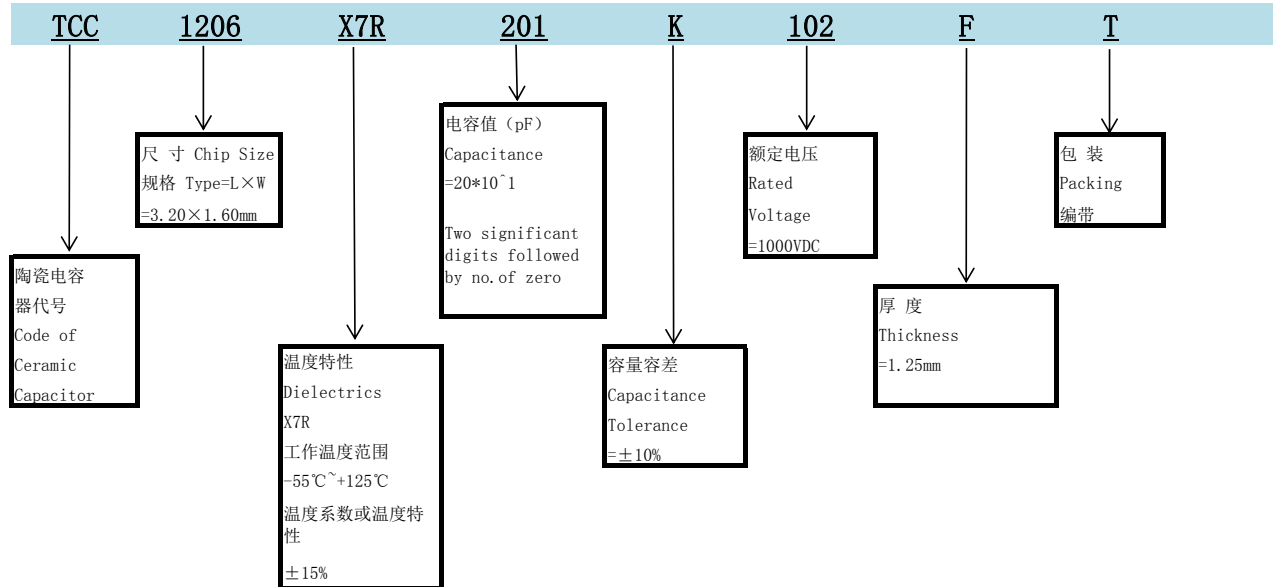 TCC 1206 X7R 201 K 102 F T
陶瓷电容
器代号
Code of
Ceramic
Capacitor
尺 寸 Chip Size
规格 Type=L×W
=3.20×1.60mm
温度特性
Dielectrics
X7R
工作温度范围
-55℃~+125℃
温度系数或温度特
性
±15%
电容值（pF）
Capacitance
=20*10^1
Two significant
digits followed
by no.of zero
容量容差
Capacitance
Tolerance
=±10%
额定电压
Rated
Voltage
=1000VDC
厚 度
Thickness
=1.25mm
包 装
Packing
编带